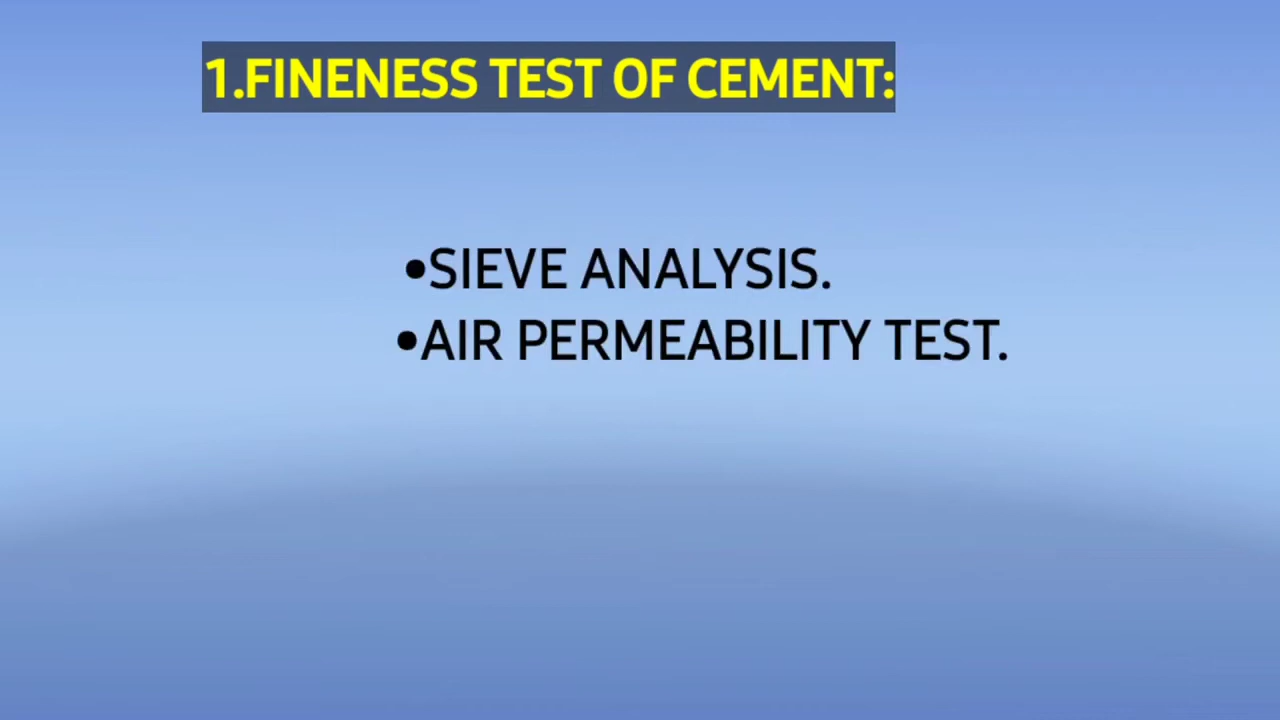 1.FINENESS TEST OF CEMENT:
•SIEVE ANALYSIS.
•AIR PERMEABILITY TEST.